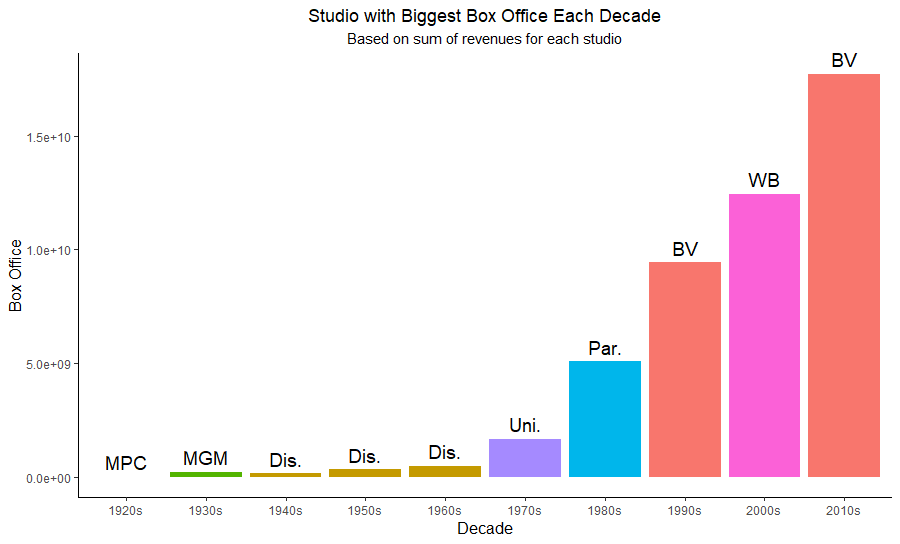 Studio with Biggest Box Office Each Decade
Based on sum of revenues for each studio
BV
1.5e+10
WB
1.0e+10
BV
Box Office
5.0e+09
Par.
Uni.
MPC
MGM
Dis.
Dis.
Dis.
0.0e+00
1920s 1930s 1940s 1950s 1960s 1970s 1980s 1990s 2000s 2010s
Decade